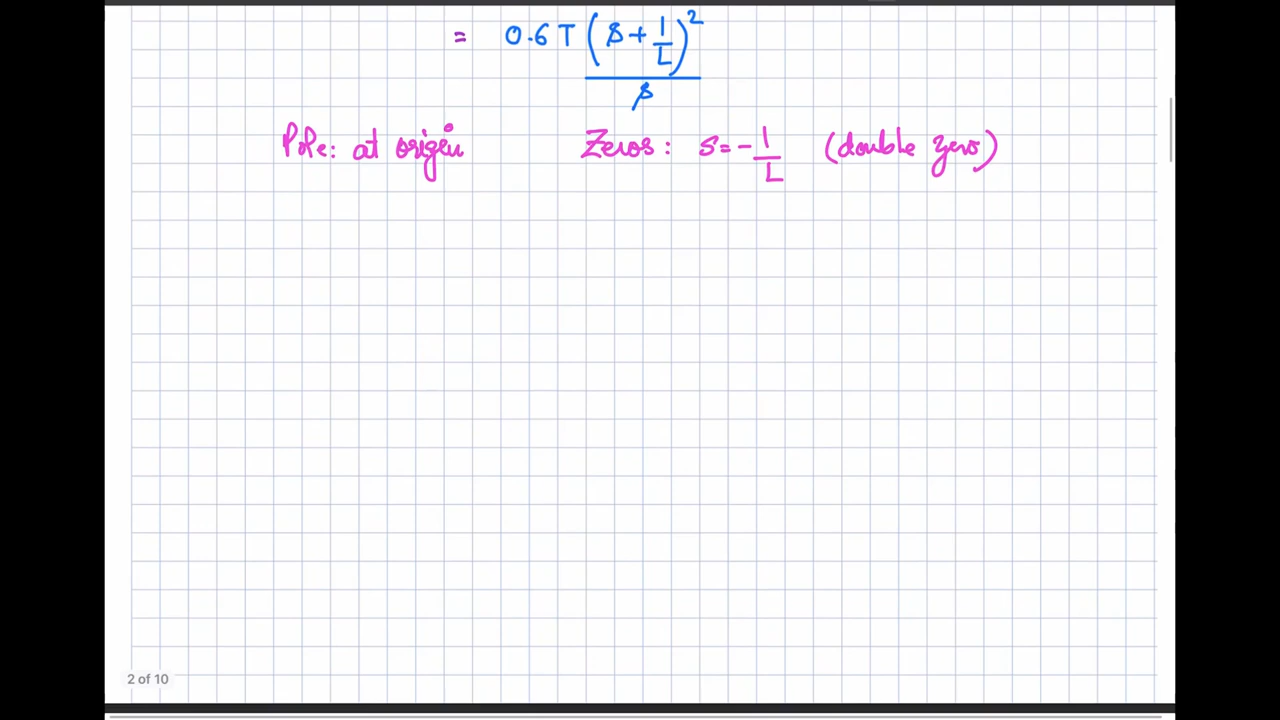 = 0.6 T (s + 1/L)² / s
Pole: at origin Zeros: s = - 1/L (double zero)
2 of 10